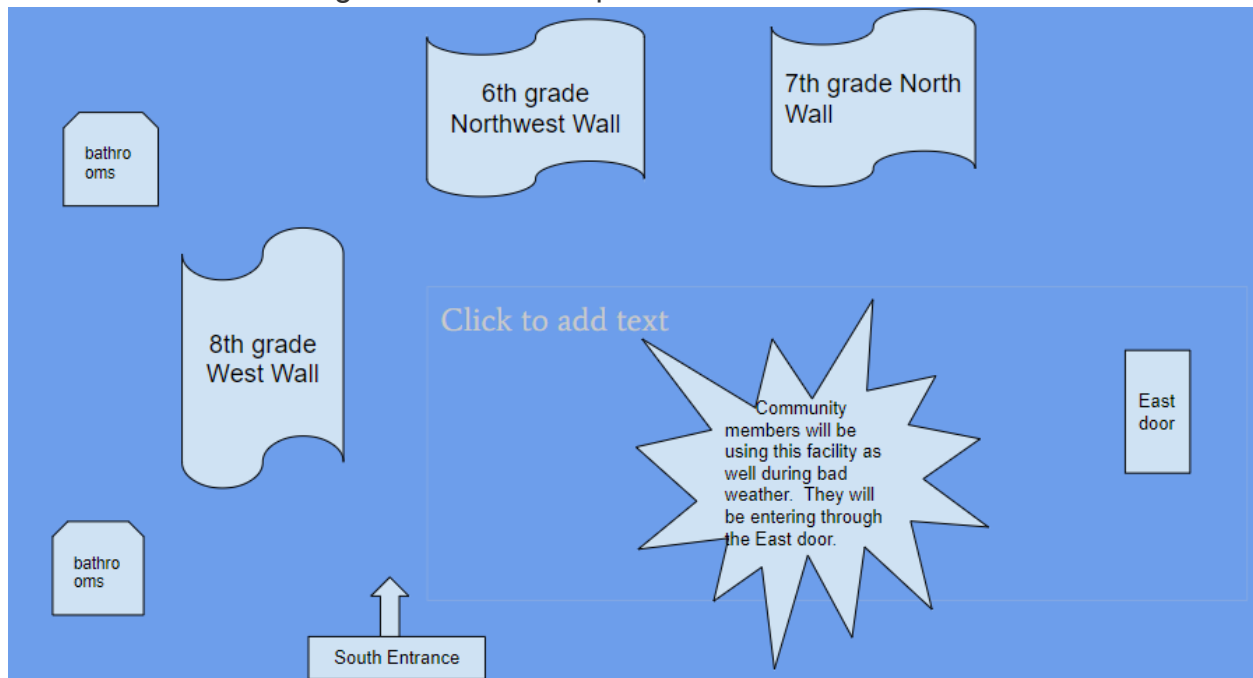 6th grade
Northwest Wall
7th grade North
Wall
bathro
oms
8th grade
West Wall
Click to add text
Community
members will be
using this facility as
well during bad
weather. They will
be entering through
the East door.
East
door
bathro
oms
South Entrance